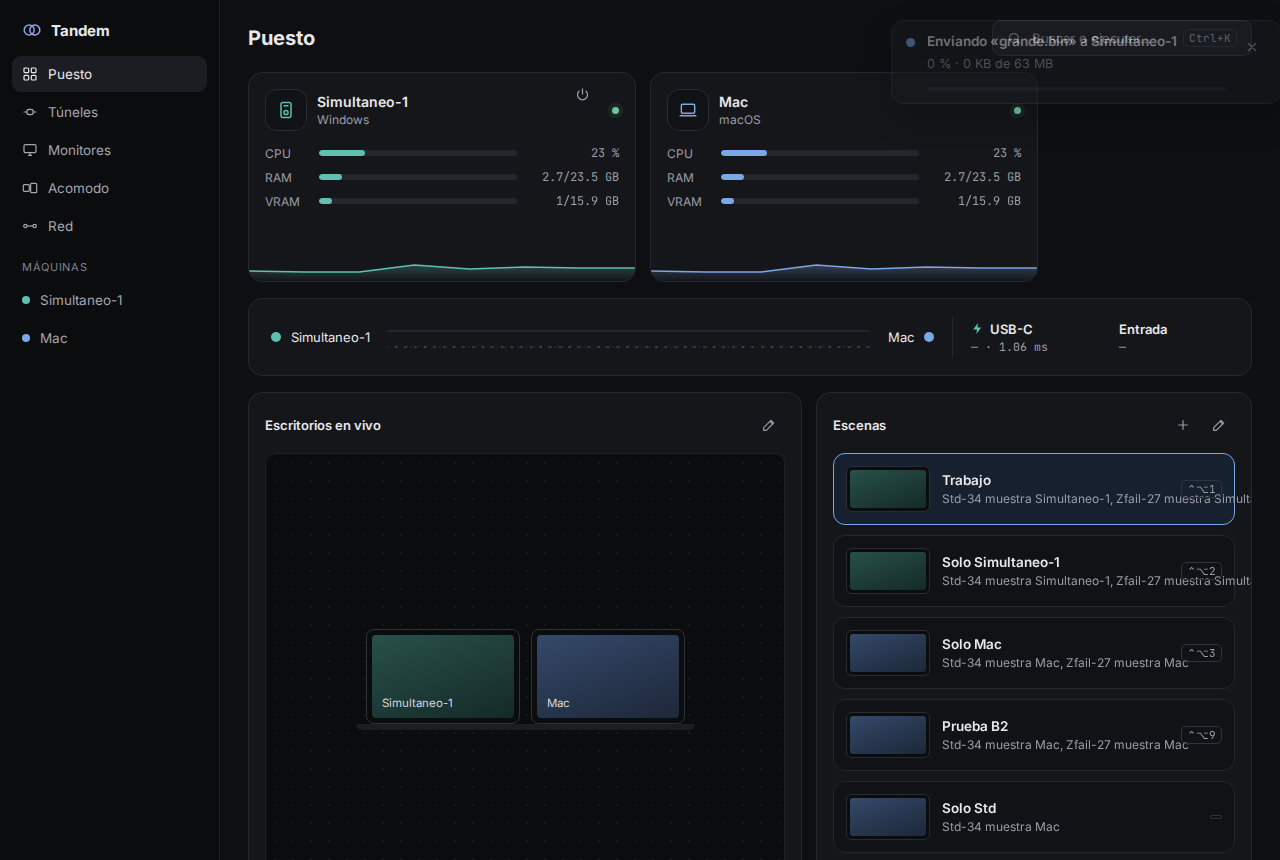 Tandem
Puesto
Túneles
Monitores
Acomodo
Red
MÁQUINAS
Simultaneo-1
Mac
Puesto
Buscar o ejecutar… Ctrl+K
Enviando «grande.bin» a Simultaneo-1
0 % · 0 KB de 63 MB
Simultaneo-1
Windows
CPU 23 %
RAM 2.7/23.5 GB
VRAM 1/15.9 GB
Mac
macOS
CPU 23 %
RAM 2.7/23.5 GB
VRAM 1/15.9 GB
Simultaneo-1
Mac
USB-C
— · 1.06 ms
Entrada
—
Escritorios en vivo
Simultaneo-1
Mac
Escenas
Trabajo
Std-34 muestra Simultaneo-1, Zfail-27 muestra Simult
⌃⌥1
Solo Simultaneo-1
Std-34 muestra Simultaneo-1, Zfail-27 muestra Simult
⌃⌥2
Solo Mac
Std-34 muestra Mac, Zfail-27 muestra Mac
⌃⌥3
Prueba B2
Std-34 muestra Mac, Zfail-27 muestra Mac
⌃⌥9
Solo Std
Std-34 muestra Mac